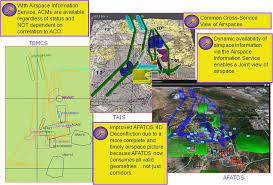 With Airspace Information
Service, ACMs are available
regardless of status and
NOT dependent on
correlation to ACO.
Common Cross-Service
View of Airspaces
TBMCS
Dynamic availability of
airspace information
via the Airspace
Information Service
enables a Joint view of
airspace
TAIS
Improved AFATDS 4D
Deconfliction due to a
more complete and
timely airspace picture
because AFATDS now
consumes all valid
geometries ... not just
corridors.
AFATDS